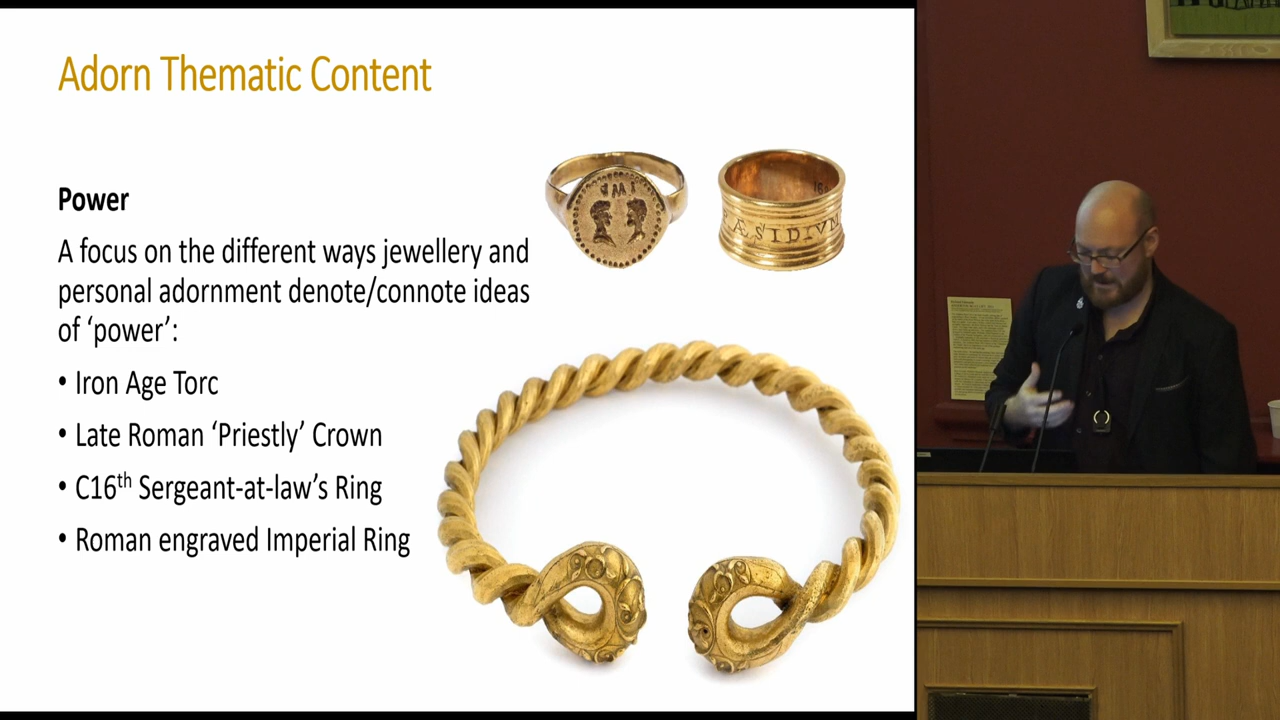 Adorn Thematic Content
Power
A focus on the different ways jewellery and
personal adornment denote/connote ideas
of ‘power’:
• Iron Age Torc
• Late Roman ‘Priestly’ Crown
• C16th Sergeant-at-law’s Ring
• Roman engraved Imperial Ring